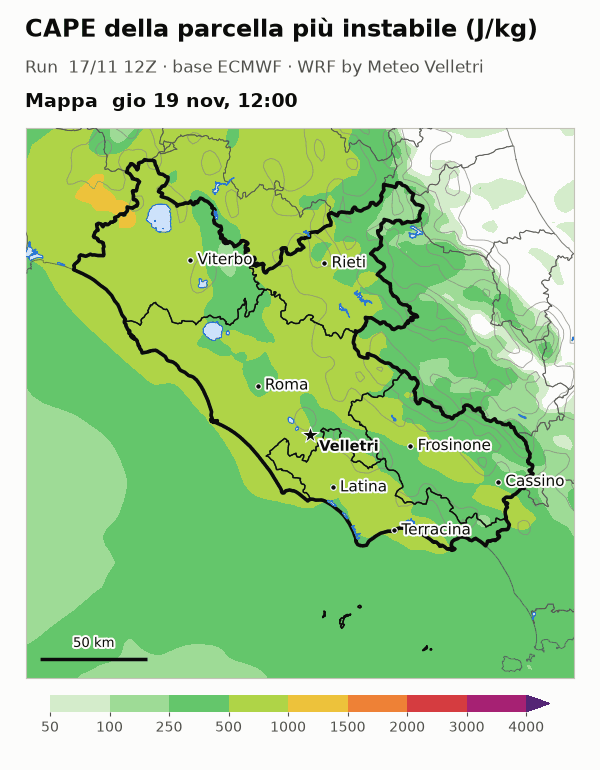 CAPE della parcella più instabile (J/kg)
Run  17/11 12Z · base ECMWF · WRF by Meteo Velletri
Mappa  gio 19 nov, 12:00
Viterbo
Rieti
Roma
Velletri
Frosinone
Cassino
Latina
Terracina
50 km
50 100 250 500 1000 1500 2000 3000 4000